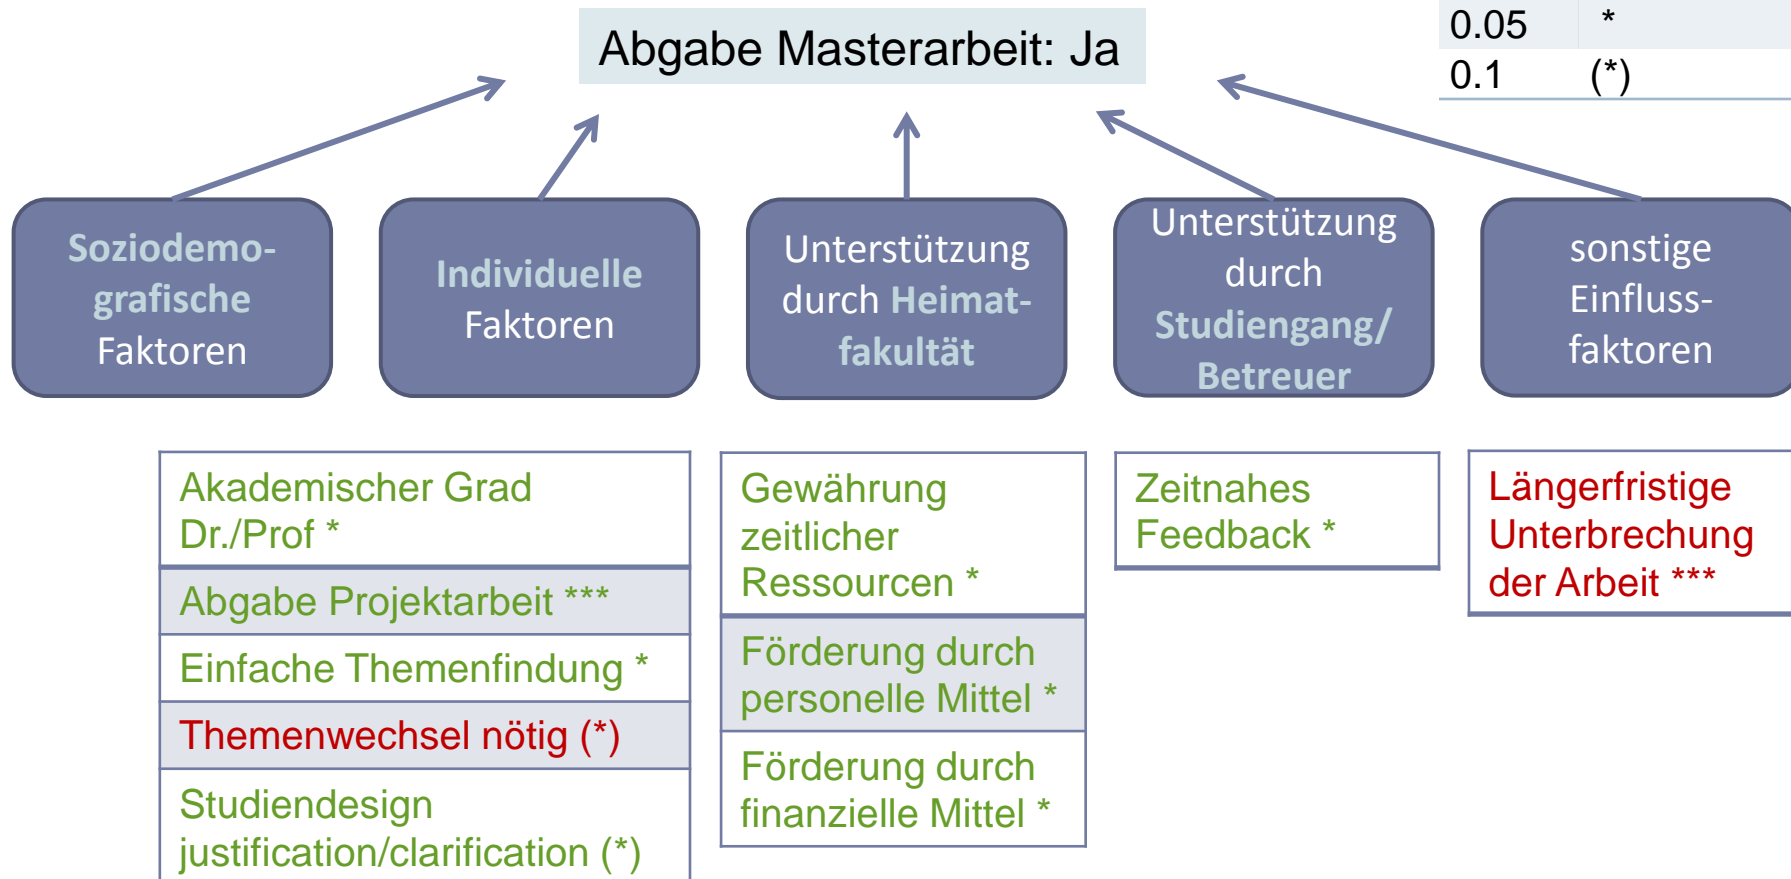 0.05 *
0.1 (*)
Abgabe Masterarbeit: Ja
Soziodemo-
grafische
Faktoren
Individuelle
Faktoren
Unterstützung
durch Heimat-
fakultät
Unterstützung
durch
Studiengang/
Betreuer
sonstige
Einfluss-
faktoren
Akademischer Grad
Dr./Prof *
Abgabe Projektarbeit ***
Einfache Themenfindung *
Themenwechsel nötig (*)
Studiendesign
justification/clarification (*)
Gewährung
zeitlicher
Ressourcen *
Förderung durch
personelle Mittel *
Förderung durch
finanzielle Mittel *
Zeitnahes
Feedback *
Längerfristige
Unterbrechung
der Arbeit ***